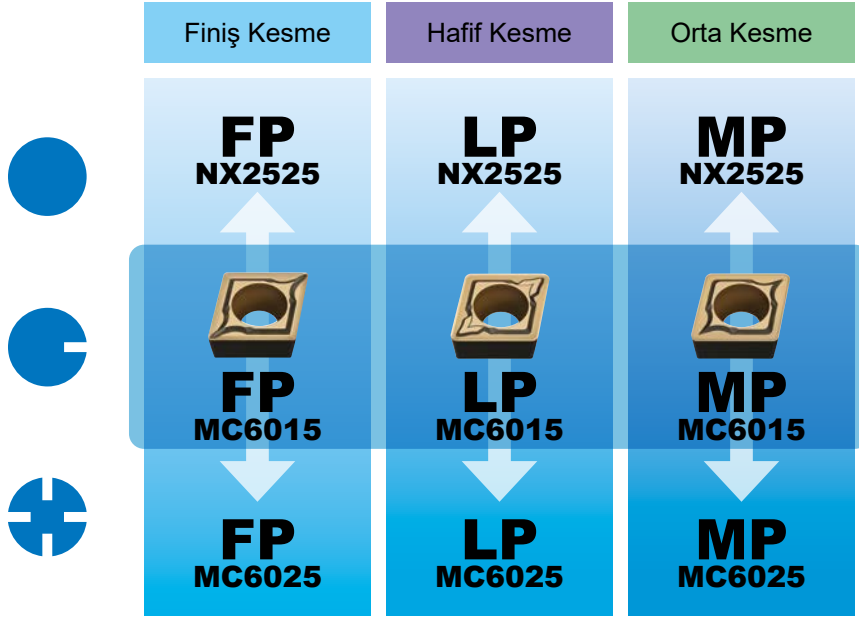 Finiş Kesme
Hafif Kesme
Orta Kesme
FP
NX2525
LP
NX2525
MP
NX2525
FP
MC6015
LP
MC6015
MP
MC6015
FP
MC6025
LP
MC6025
MP
MC6025